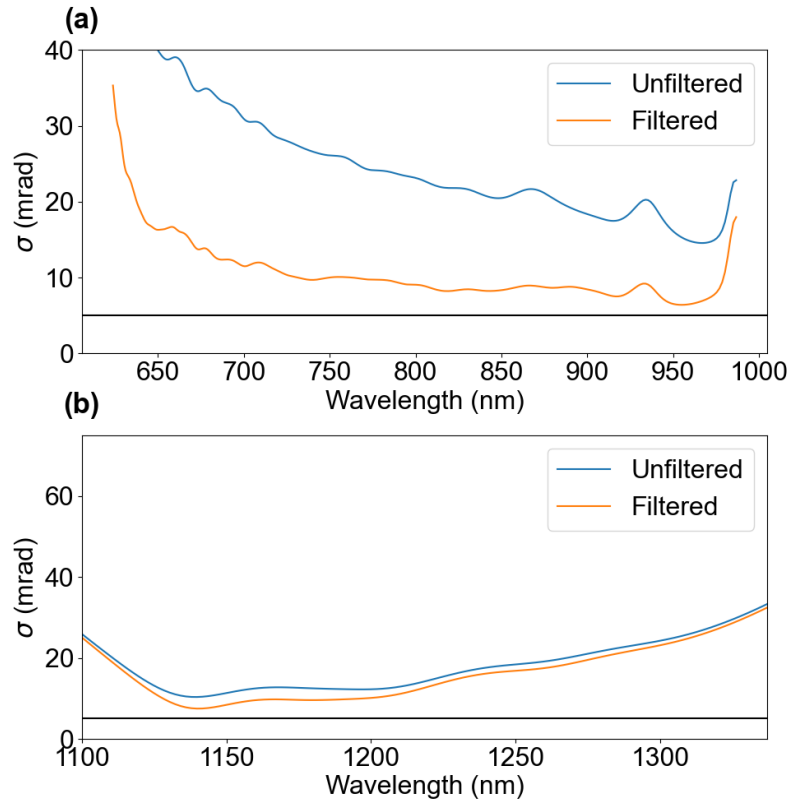 (a)
40
30
20
10
0
σ (mrad)
Unfiltered
Filtered
650 700 750 800 850 900 950 1000
Wavelength (nm)
(b)
60
40
20
0
σ (mrad)
Unfiltered
Filtered
1100 1150 1200 1250 1300
Wavelength (nm)